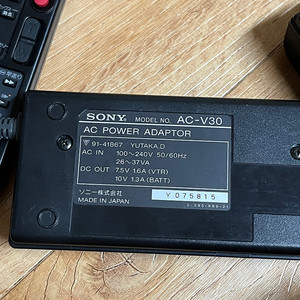 SONY MODEL NO. AC-V30
AC POWER ADAPTOR
91-41867 YUTAKA D
AC IN 100~240V 50/60Hz
26~37VA
DC OUT 7.5V 1.6A (VTR)
10V 1.3A (BATT)
Y 075815
ソニー株式会社
MADE IN JAPAN